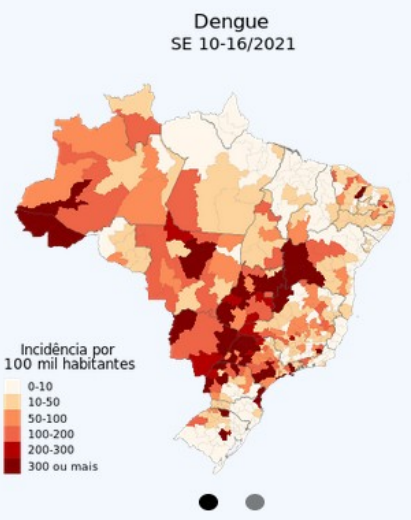 Dengue
SE 10-16/2021
Incidência por
100 mil habitantes
0-10
10-50
50-100
100-200
200-300
300 ou mais